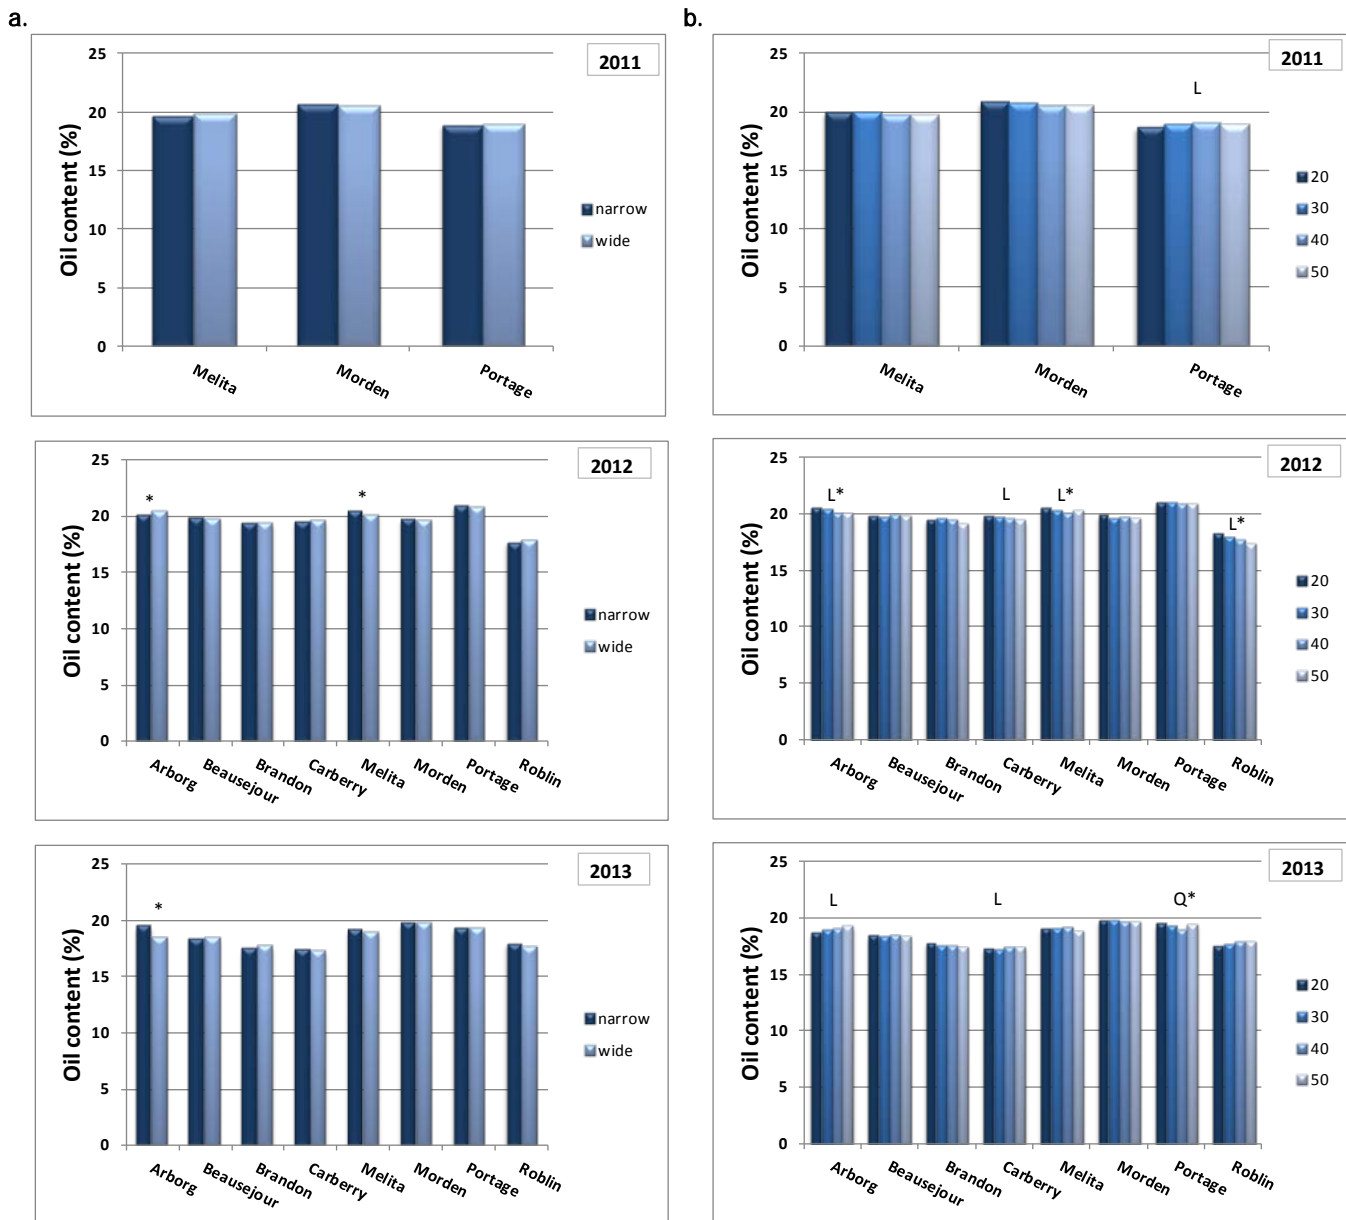 a.
2011
25
20
15
10
5
0
Oil content (%)
narrow
wide
Melita
Morden
Portage
2012
25
20
15
10
5
0
Oil content (%)
*
*
narrow
wide
Arborg
Beausejour
Brandon
Carberry
Melita
Morden
Portage
Roblin
2013
25
20
15
10
5
0
Oil content (%)
*
narrow
wide
Arborg
Beausejour
Brandon
Carberry
Melita
Morden
Portage
Roblin
b.
2011
25
20
15
10
5
0
Oil content (%)
L
20
30
40
50
Melita
Morden
Portage
2012
25
20
15
10
5
0
Oil content (%)
L*
L
L*
L*
20
30
40
50
Arborg
Beausejour
Brandon
Carberry
Melita
Morden
Portage
Roblin
2013
25
20
15
10
5
0
Oil content (%)
L
L
Q*
20
30
40
50
Arborg
Beausejour
Brandon
Carberry
Melita
Morden
Portage
Roblin